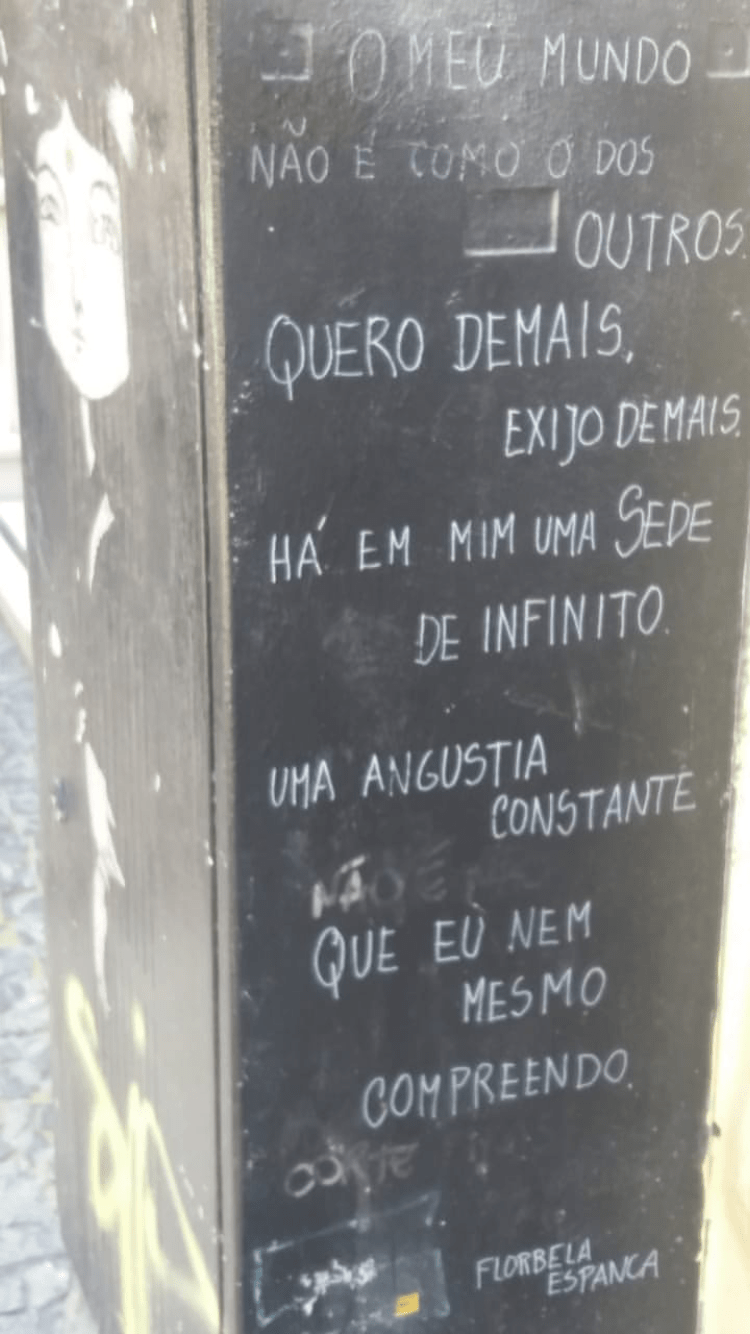 O MEU MUNDO
NÃO É COMO O DOS
OUTROS.
QUERO DEMAIS,
EXIJO DEMAIS.
HÁ EM MIM UMA SEDE
DE INFINITO.
UMA ANGUSTIA
CONSTANTE
NÃO É
QUE EU NEM
MESMO
COMPREENDO.
FLORBELA
ESPANCA